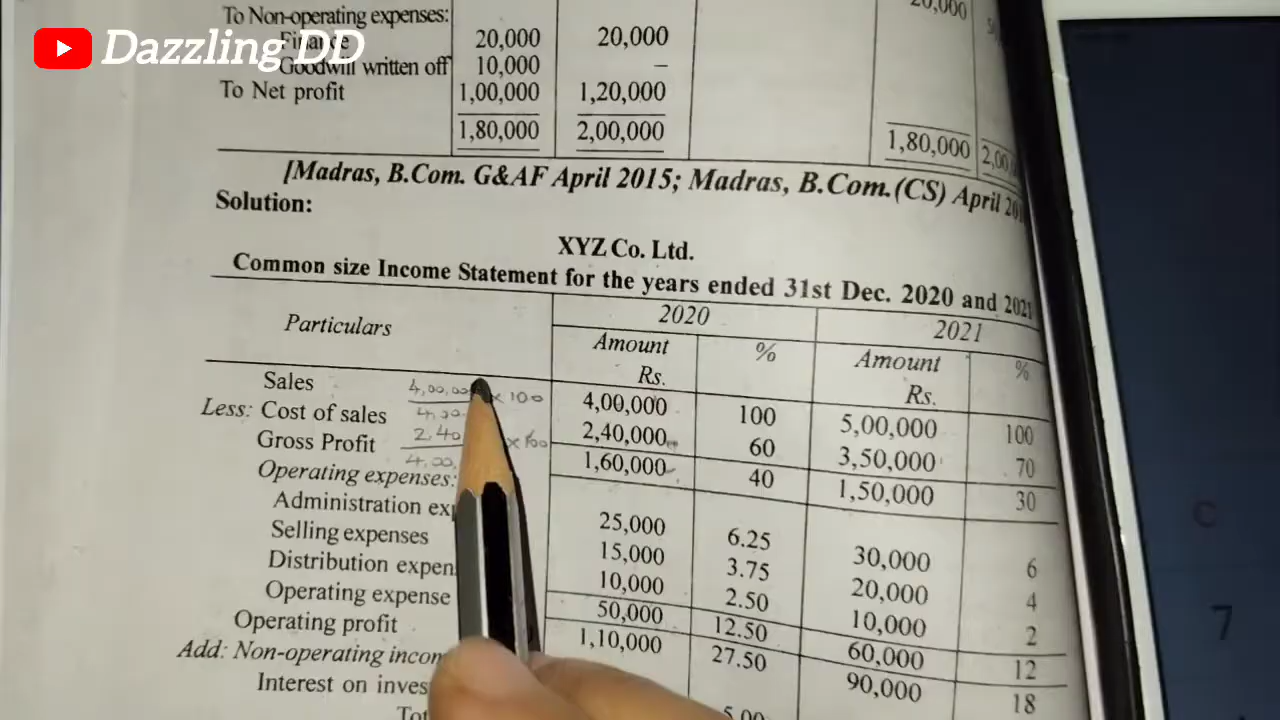 To Non-operating expenses:
Finance 20,000 20,000
Goodwill written off 10,000 –
To Net profit 1,00,000 1,20,000
1,80,000 2,00,000 1,80,000
20,000
Dazzling DD
[Madras, B.Com. G&AF April 2015; Madras, B.Com.(CS) April
Solution:
XYZ Co. Ltd.
Common size Income Statement for the years ended 31st Dec. 2020 and 2021
Particulars 2020 2021
Amount Rs. % Amount Rs. %
Sales 4,00,000 100 5,00,000 100
Less: Cost of sales 2,40,000 60 3,50,000 70
Gross Profit 1,60,000 40 1,50,000 30
× 100
× 100
Operating expenses:
Administration 25,000 6.25 30,000 6
Selling expenses 15,000 3.75 20,000 4
Distribution 10,000 2.50 10,000 2
Operating expense 50,000 12.50 60,000 12
Operating profit 1,10,000 27.50 90,000 18
Add: Non-operating
Interest on
5.00
7